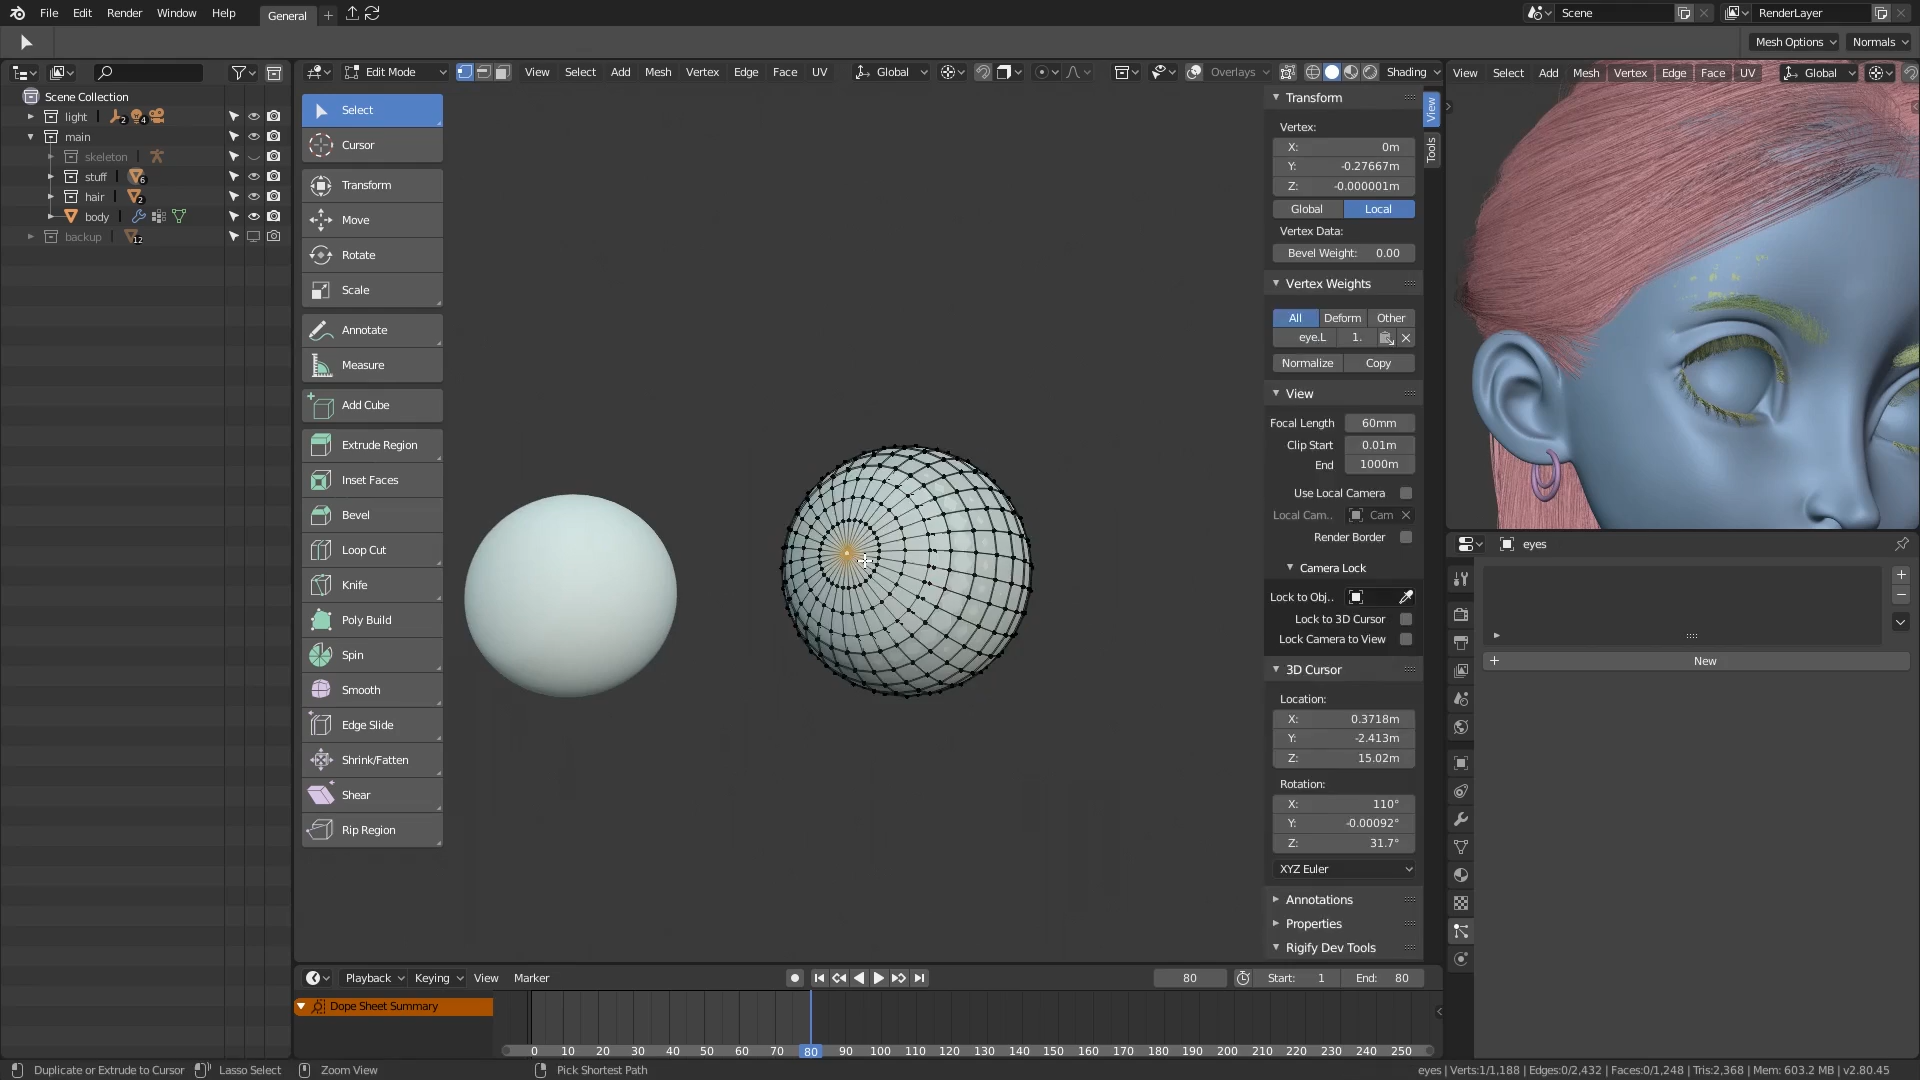 File Edit Render Window Help General Scene RenderLayer
Mesh Options Normals
Edit Mode View Select Add Mesh Vertex Edge Face UV Global Overlays Shading View Select Add Mesh Vertex Edge Face UV Global
Scene Collection
light 2 4
main
skeleton
stuff 6
hair 2
body
backup 12
Select
Cursor
Transform
Move
Rotate
Scale
Annotate
Measure
Add Cube
Extrude Region
Inset Faces
Bevel
Loop Cut
Knife
Poly Build
Spin
Smooth
Edge Slide
Shrink/Fatten
Shear
Rip Region
Transform
Vertex:
X: 0m
Y: -0.27667m
Z: -0.000001m
Global Local
Vertex Data:
Bevel Weight: 0.00
Vertex Weights
All Deform Other
eye.L 1.
Normalize Copy
View
Focal Length 60mm
Clip Start 0.01m
End 1000m
Use Local Camera
Local Cam.. Cam
Render Border
Camera Lock
Lock to Obj..
Lock to 3D Cursor
Lock Camera to View
3D Cursor
Location:
X: 0.3718m
Y: -2.413m
Z: 15.02m
Rotation:
X: 110°
Y: -0.00092°
Z: 31.7°
XYZ Euler
Annotations
Properties
Rigify Dev Tools
View
Tools
eyes
New
Playback Keying View Marker 80 Start: 1 End: 80
Dope Sheet Summary
0 10 20 30 40 50 60 70 80 90 100 110 120 130 140 150 160 170 180 190 200 210 220 230 240 250
Duplicate or Extrude to Cursor Lasso Select Zoom View Pick Shortest Path eyes | Verts:1/1,188 | Edges:0/2,432 | Faces:0/1,248 | Tris:2,368 | Mem: 603.2 MB | v2.80.45